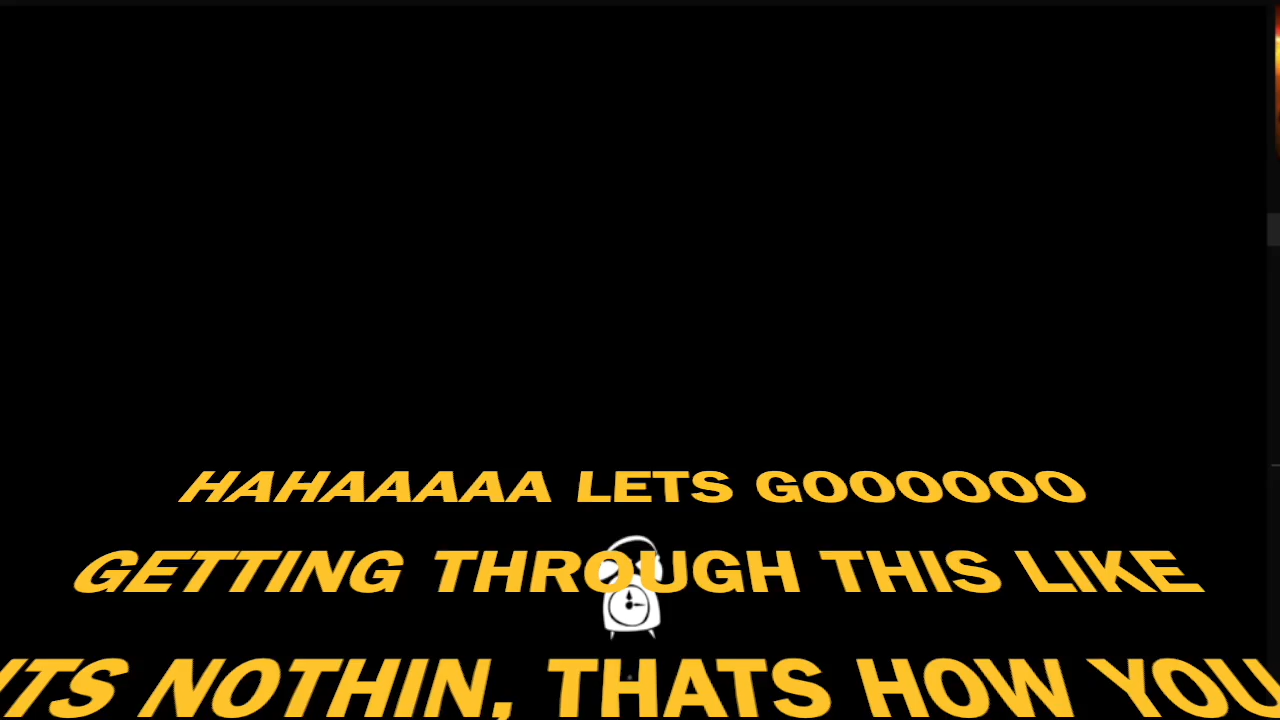 HAHAAAAA LETS GOOOOOO
GETTING THROUGH THIS LIKE
ITS NOTHIN, THATS HOW YOU